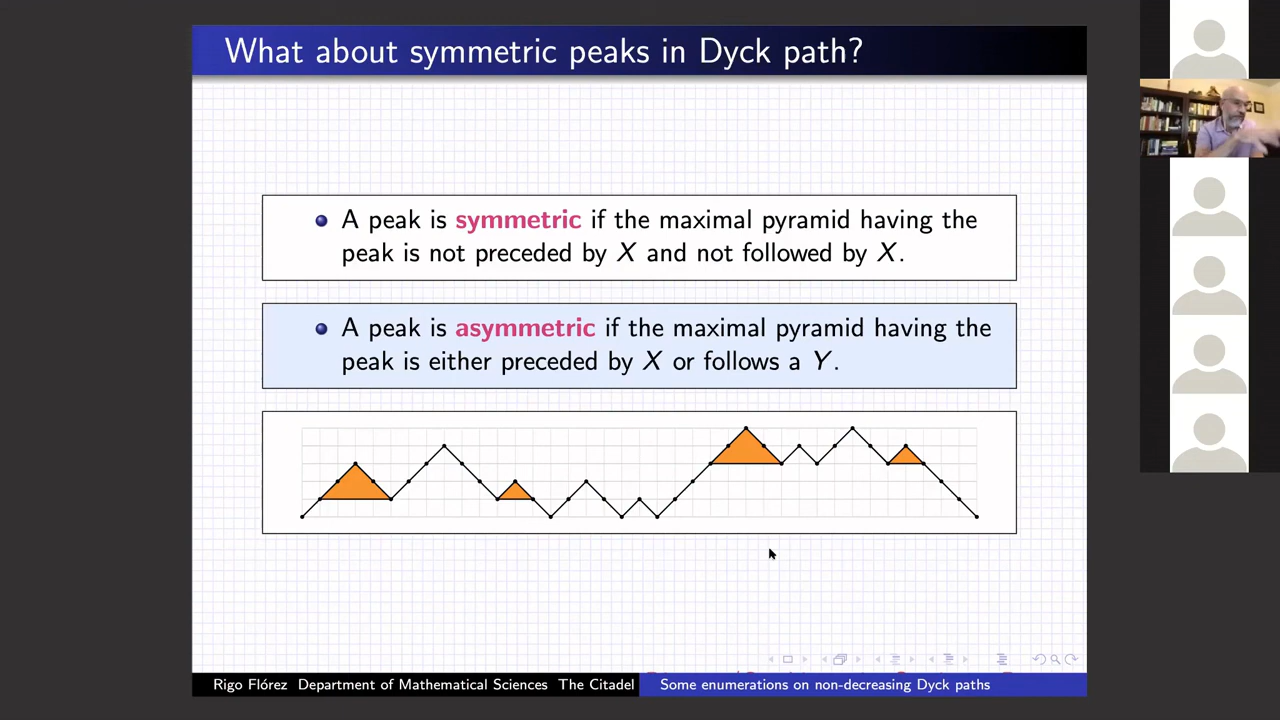 What about symmetric peaks in Dyck path?
A peak is symmetric if the maximal pyramid having the
peak is not preceded by X and not followed by X.
A peak is asymmetric if the maximal pyramid having the
peak is either preceded by X or follows a Y.
Rigo Flórez Department of Mathematical Sciences The Citadel
Some enumerations on non-decreasing Dyck paths